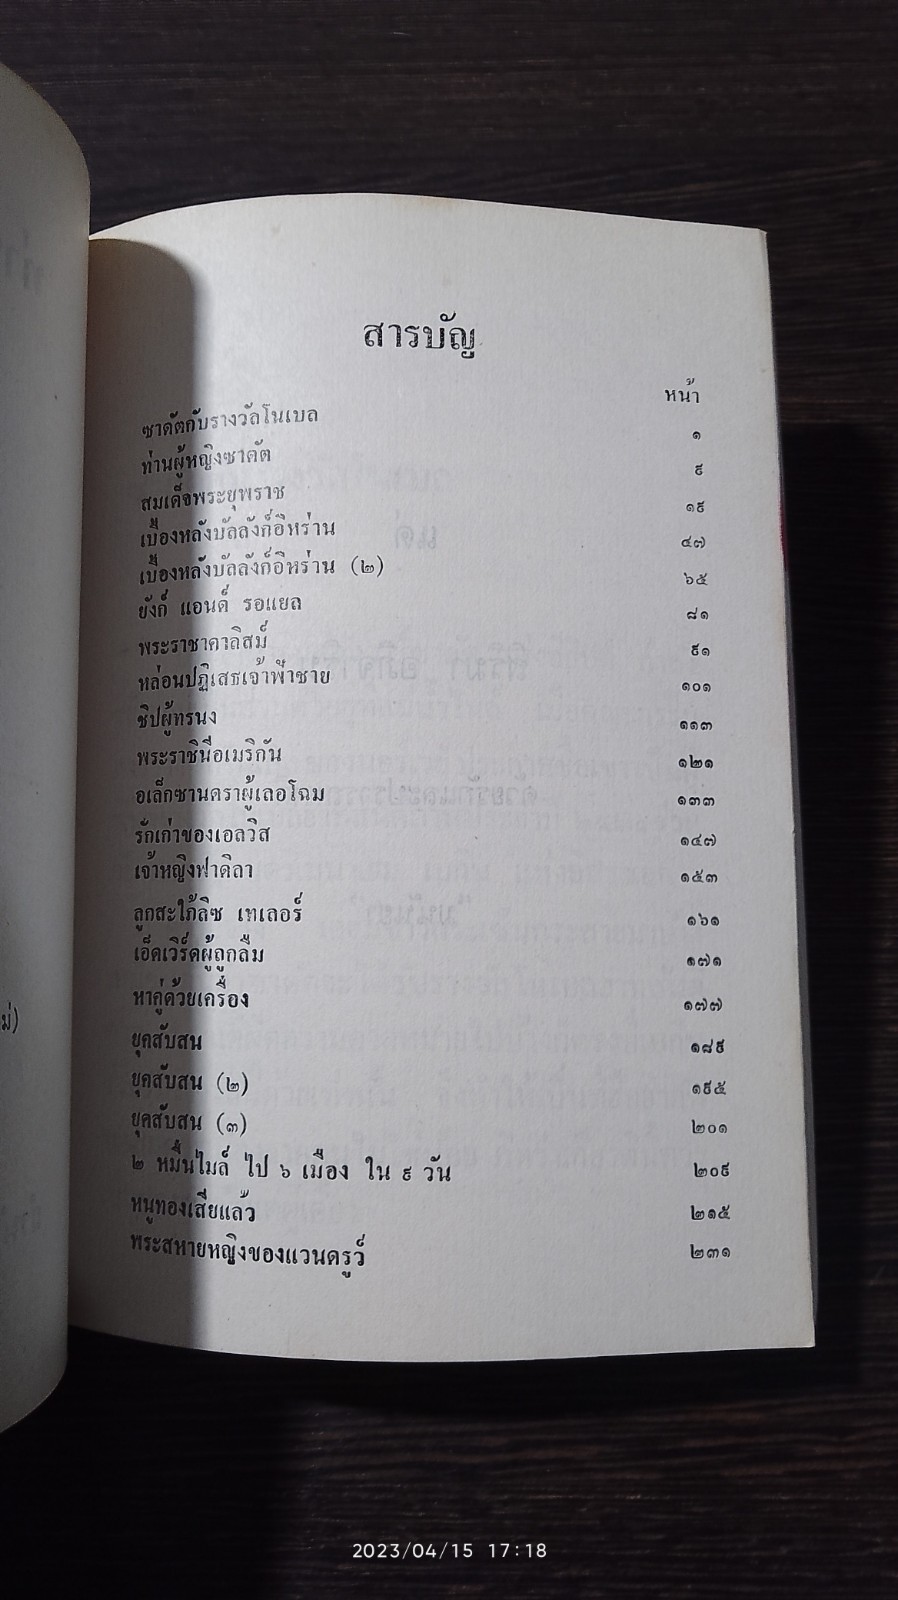 สารบัญ
หน้า
ซาดัตกับรางวัลโนเบล ๑
ท่านผู้หญิงซาดัต ๙
สมเด็จพระยุพราช ๑๙
เบื้องหลังบัลลังก์อิหร่าน ๔๗
เบื้องหลังบัลลังก์อิหร่าน (๒) ๖๕
ยังก์ แอนด์ รอแยล ๘๑
พระราชาคาลิสม์ ๙๑
หล่อนปฏิเสธเจ้าฟ้าชาย ๑๐๑
ชิปผู้ทรนง ๑๑๓
พระราชินีอเมริกัน ๑๒๑
อเล็กซานดราผู้เลอโฉม ๑๓๓
รักเก่าของเอลวิส ๑๔๗
เจ้าหญิงฟาดิลา ๑๕๓
ลูกสะใภ้ลิซ เทเลอร์ ๑๖๑
เอ็ดเวิร์ดผู้ถูกลืม ๑๗๑
หาคู่ด้วยเครื่อง ๑๗๗
ยุคสับสน ๑๘๙
ยุคสับสน (๒) ๑๙๕
ยุคสับสน (๓) ๒๐๑
๒ หมื่นไมล์ ไป ๖ เมือง ใน ๙ วัน ๒๐๙
หนูทองเสียแล้ว ๒๑๕
พระสหายหญิงของแวนดรูว์ ๒๓๑
2023/04/15 17:18